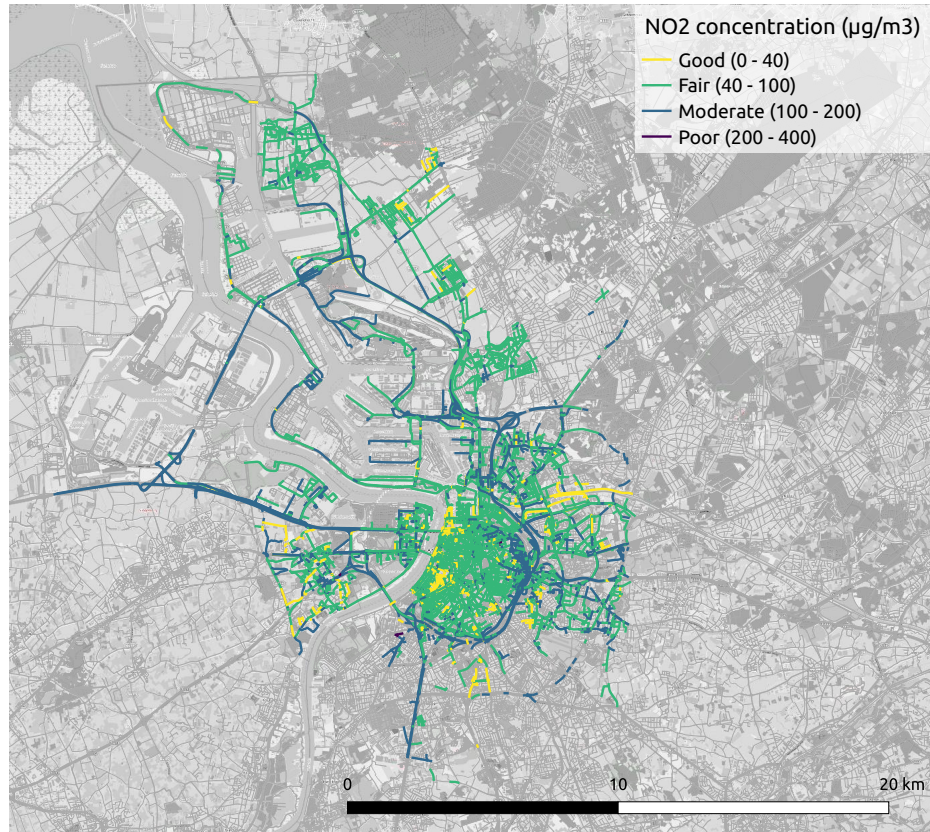 NO2 concentration (µg/m3)
Good (0 - 40)
Fair (40 - 100)
Moderate (100 - 200)
Poor (200 - 400)
0 10 20 km